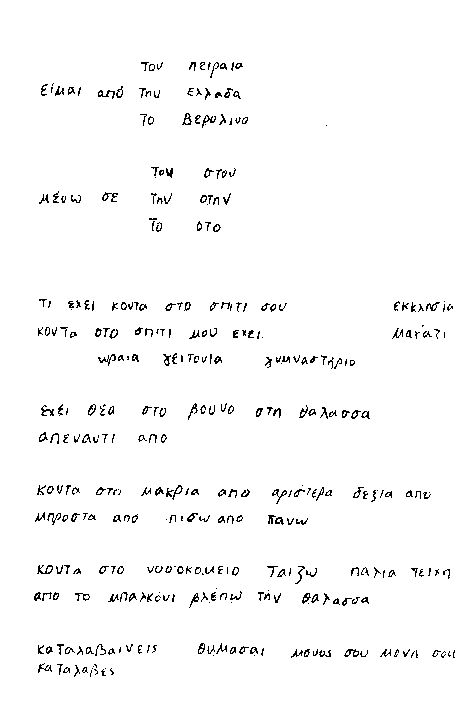 τον πειραια
είμαι από την ελλαδα
το βερολινο
τον στον
μένω σε την στην
το στο
τι εχει κοντα στο σπιτι σου εκκλησια
κοντα στο σπιτι μου εχει μαγαζι
ωραια γειτονια γυμναστήριο
εχει θέα στο βουνο στη θαλασσα
απεναντι απο
κοντα στο μακρια απο αριστερα δεξια απο
μπροστα απο πισω απο πανω
κοντα στο νοσοκομειο ταιζω παλια τειχη
απο το μπαλκονι βλέπω την θαλασσα
καταλαβαινεις θυμασαι μονος σου μονη σου
καταλαβες